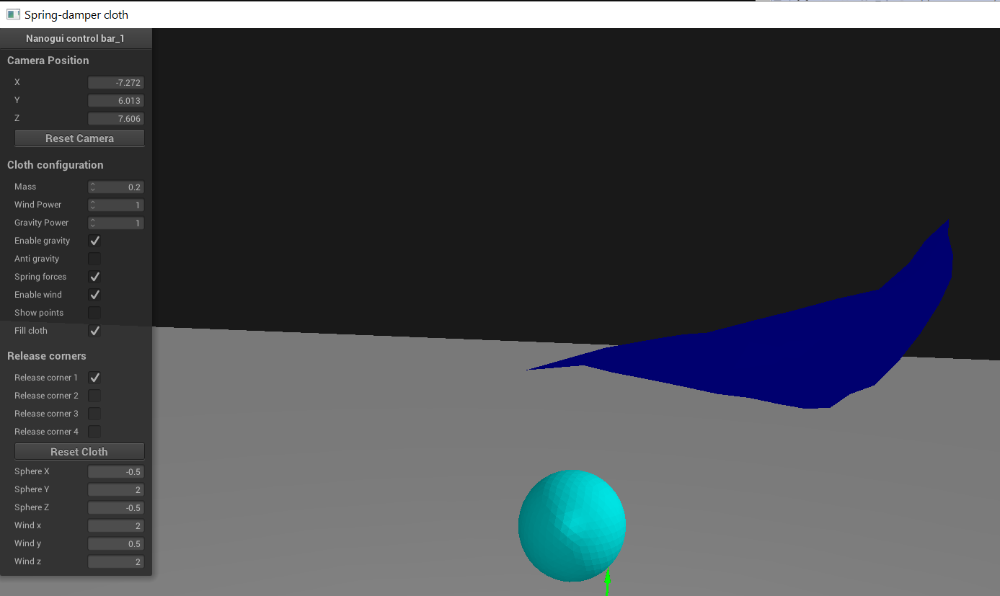 Spring-damper cloth
Nanogui control bar_1
Camera Position
X -7.272
Y 6.013
Z 7.606
Reset Camera
Cloth configuration
Mass 0.2
Wind Power 1
Gravity Power 1
Enable gravity
Anti gravity
Spring forces
Enable wind
Show points
Fill cloth
Release corners
Release corner 1
Release corner 2
Release corner 3
Release corner 4
Reset Cloth
Sphere X -0.5
Sphere Y 2
Sphere Z -0.5
Wind x 2
Wind y 0.5
Wind z 2